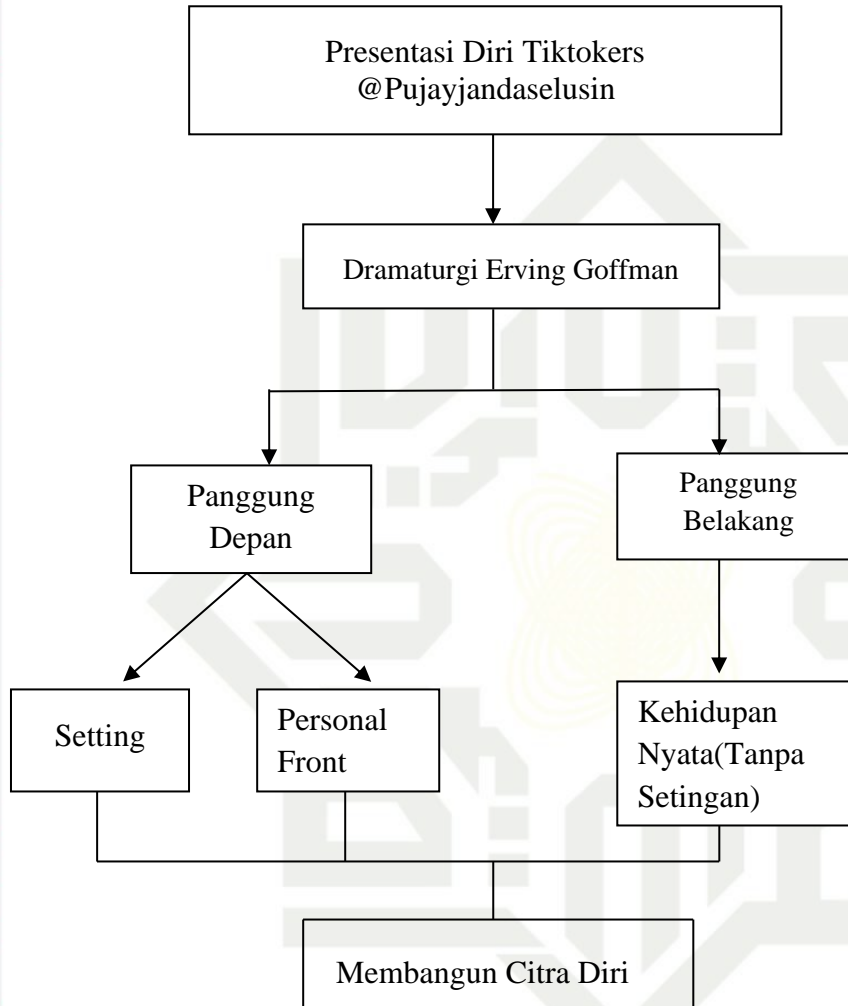 Presentasi Diri Tiktokers
@Pujayjandaselusin
Dramaturgi Erving Goffman
Panggung
Depan
Panggung
Belakang
Setting
Personal
Front
Kehidupan
Nyata(Tanpa
Setingan)
Membangun Citra Diri